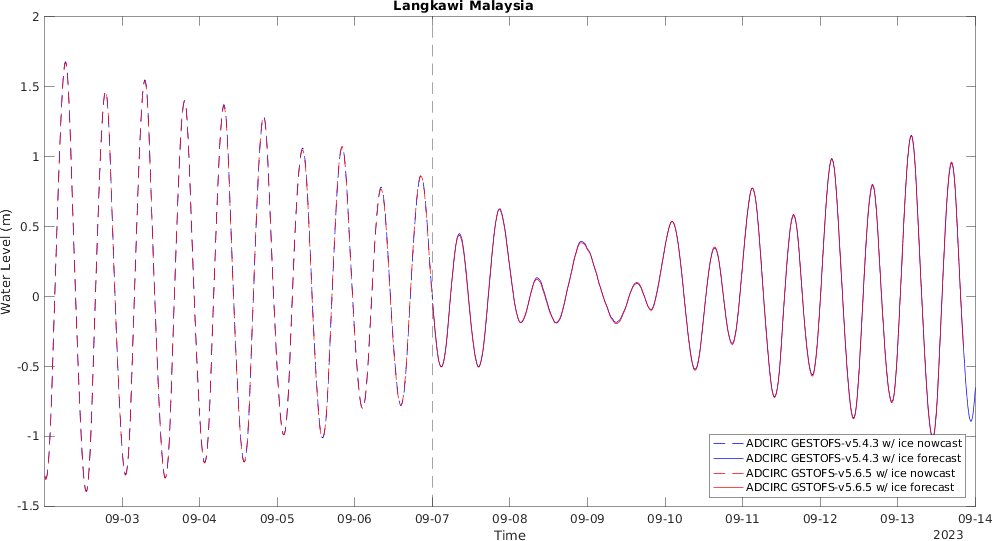 Langkawi Malaysia
2
1.5
1
0.5
0
-0.5
-1
-1.5
Water Level (m)
ADCIRC GESTOFS-v5.4.3 w/ ice nowcast
ADCIRC GESTOFS-v5.4.3 w/ ice forecast
ADCIRC GSTOFS-v5.6.5 w/ ice nowcast
ADCIRC GSTOFS-v5.6.5 w/ ice forecast
09-03 09-04 09-05 09-06 09-07 09-08 09-09 09-10 09-11 09-12 09-13 09-14
Time
2023